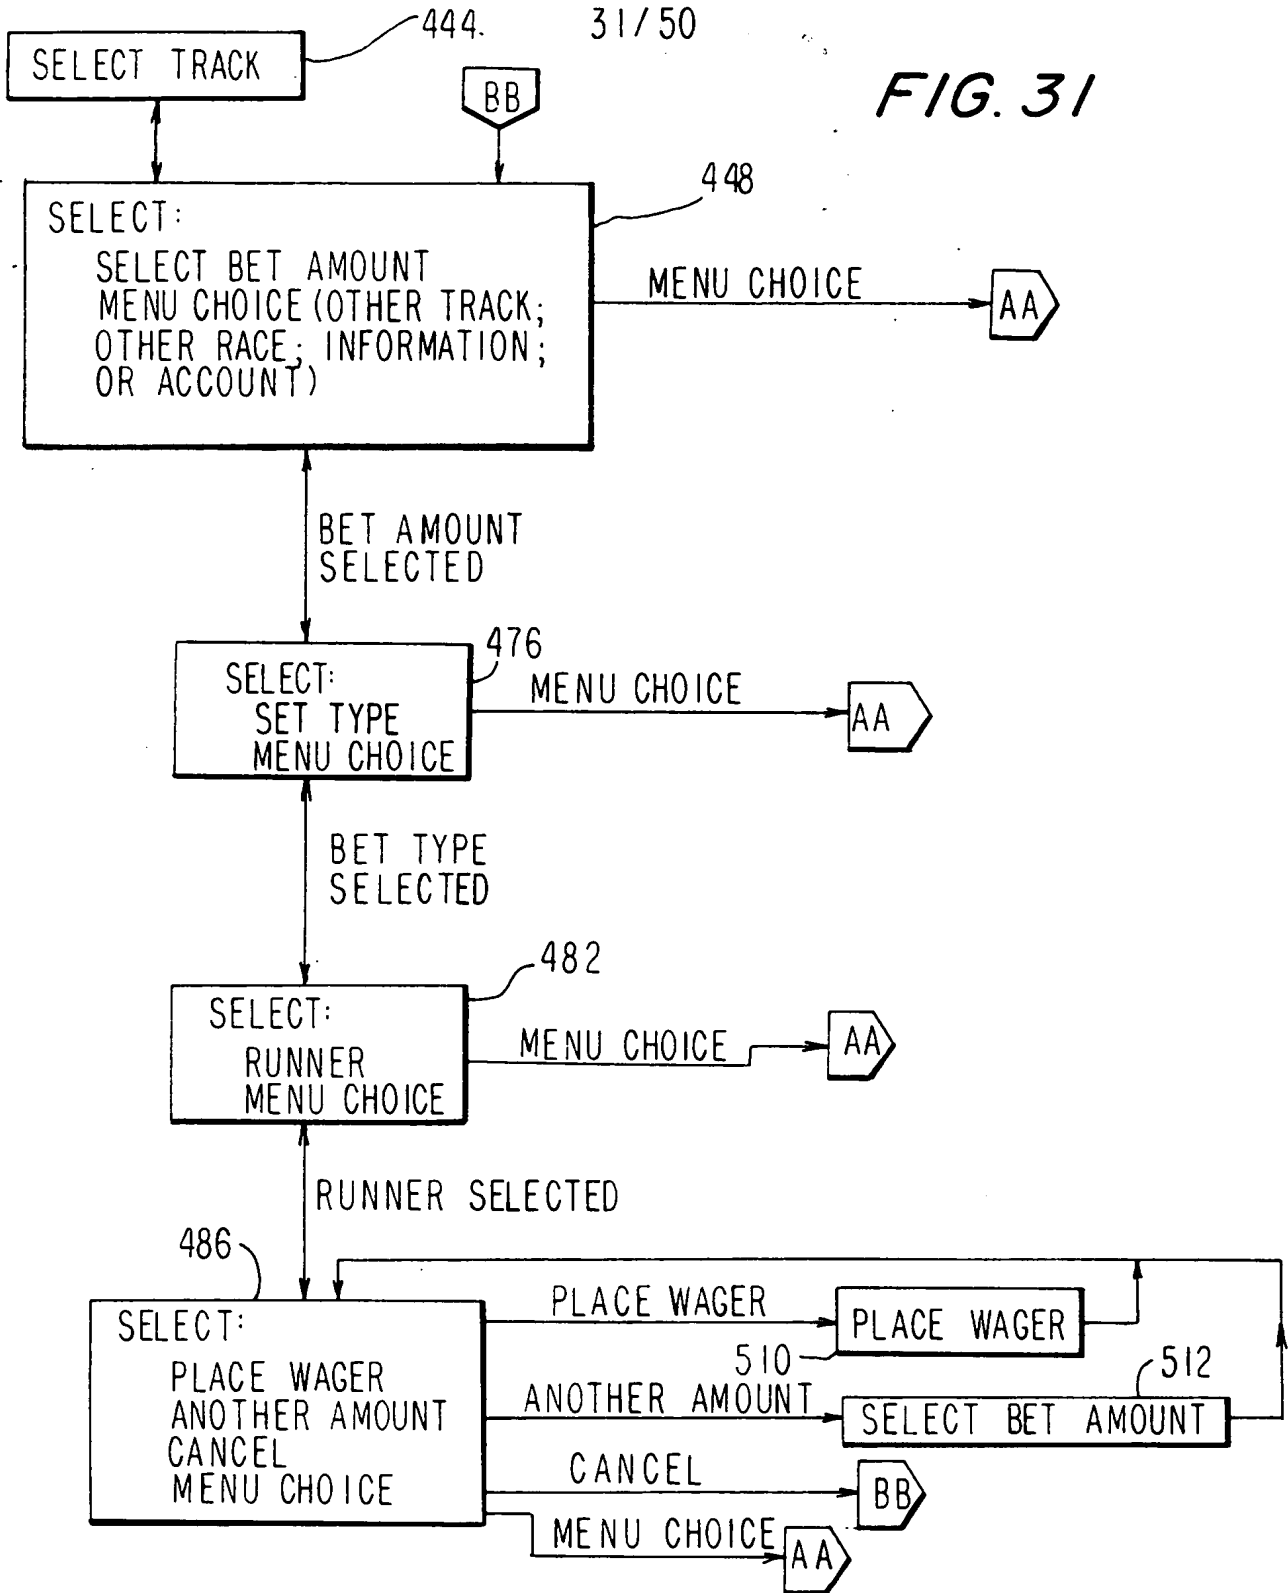 444.
31/50
FIG. 31
SELECT TRACK
BB
448
SELECT:
SELECT BET AMOUNT
MENU CHOICE (OTHER TRACK;
OTHER RACE; INFORMATION;
OR ACCOUNT)
MENU CHOICE
AA
BET AMOUNT
SELECTED
476
SELECT:
SET TYPE
MENU CHOICE
MENU CHOICE
AA
BET TYPE
SELECTED
482
SELECT:
RUNNER
MENU CHOICE
MENU CHOICE
AA
RUNNER SELECTED
486
SELECT:
PLACE WAGER
ANOTHER AMOUNT
CANCEL
MENU CHOICE
PLACE WAGER
PLACE WAGER
510
512
ANOTHER AMOUNT
SELECT BET AMOUNT
CANCEL
BB
MENU CHOICE
AA